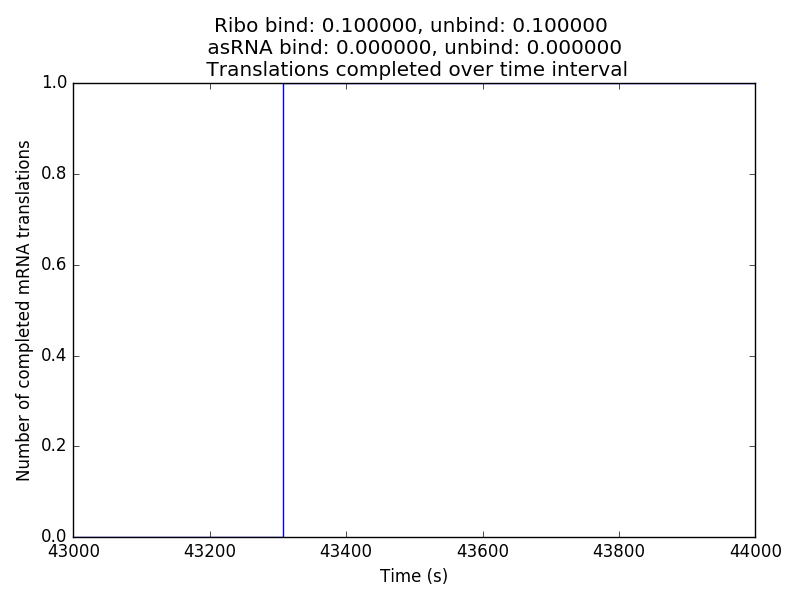 Ribo bind: 0.100000, unbind: 0.100000
asRNA bind: 0.000000, unbind: 0.000000
Translations completed over time interval
1.0
0.8
0.6
0.4
0.2
0.0
Number of completed mRNA translations
43000 43200 43400 43600 43800 44000
Time (s)